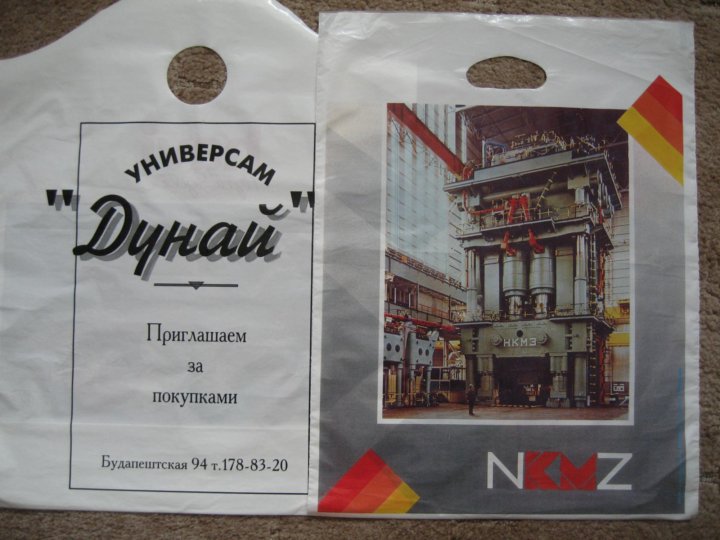 УНИВЕРСАМ
"Дунай"
Приглашаем
за
покупками
Будапештская 94 т.178-83-20
НКМЗ
NKMZ